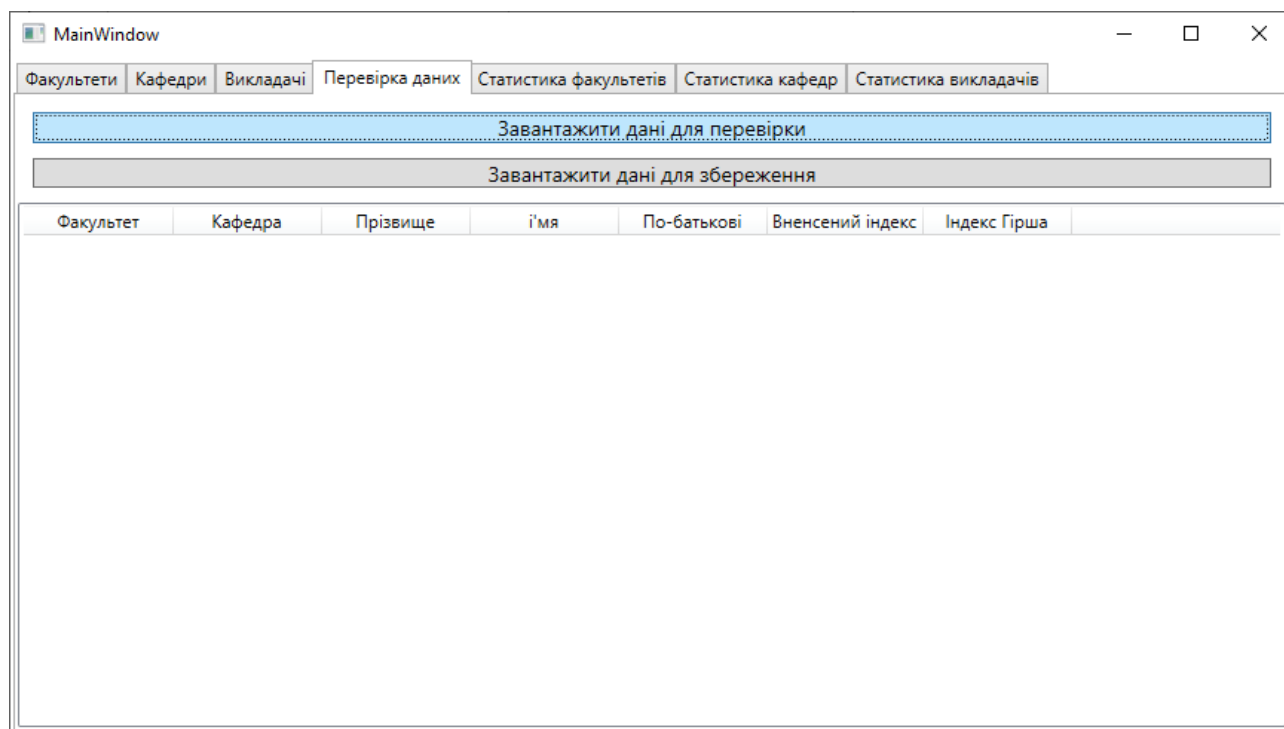 MainWindow
Факультети Кафедри Викладачі Перевірка даних Статистика факультетів Статистика кафедр Статистика викладачів
Завантажити дані для перевірки
Завантажити дані для збереження
Факультет Кафедра Прізвище і'мя По-батькові Вненсений індекс Індекс Гірша